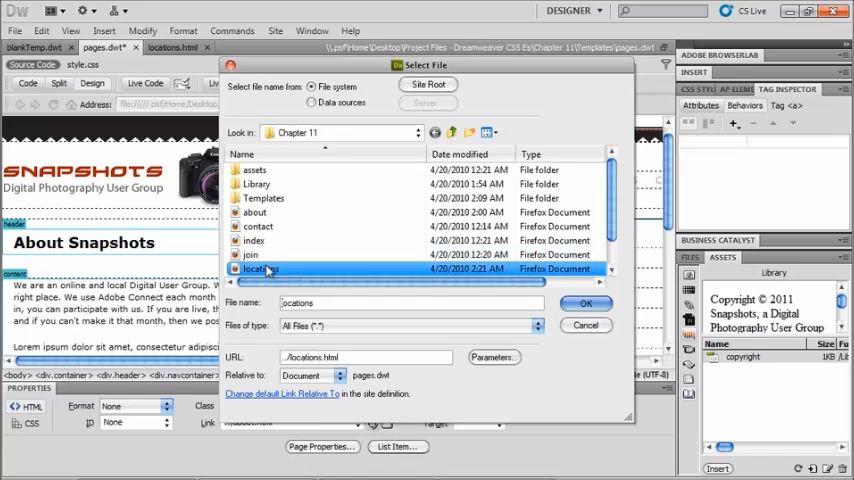 Dw
DESIGNER
CS Live
File Edit View Insert Modify Format Commands Site Window Help
blankTemp.dwt pages.dwt* locations.html \\.psf\Home\Desktop\Project Files - Dreamweaver CS5 Es\Chapter 11\Templates\pages.dwt
Source Code style.css
Code Split Design Live Code
Address: file://///.psf/Home/Desktop
SNAPSHOTS
Digital Photography User Group
header
About Snapshots
content
We are an online and local Digital User Group. W
right place. We use Adobe Connect each month
in, you can participate with us. If you are live, th
and if you can't make it that month, then we pos
Lorem ipsum dolor sit amet, consectetur adipiscin
<body> <div.container> <div.header> <div.navcontainer>
PROPERTIES
HTML Format None Class
CSS ID None Link
Target
Page Properties... List Item...
Dw Select File
Select file name from: File system Site Root
Data sources Server...
Look in: Chapter 11
Name Date modified Type
assets 4/20/2010 12:21 AM File folder
Library 4/20/2010 1:54 AM File folder
Templates 4/20/2010 2:09 AM File folder
about 4/20/2010 2:00 AM Firefox Document
contact 4/20/2010 12:14 AM Firefox Document
index 4/20/2010 12:21 AM Firefox Document
join 4/20/2010 12:20 AM Firefox Document
locations 4/20/2010 2:21 AM Firefox Document
File name: locations OK
Files of type: All Files (*.*) Cancel
URL: ../locations.html Parameters...
Relative to: Document pages.dwt
Change default Link Relative To in the site definition.
ADOBE BROWSERLAB
INSERT
CSS STYL AP ELEME TAG INSPECTOR
Attributes Behaviors Tag <a>
BUSINESS CATALYST
FILES ASSETS
Library
Copyright © 2011
Snapshots, a Digital
Photography User
Name Size Fu
copyright 1KB /Li
Insert